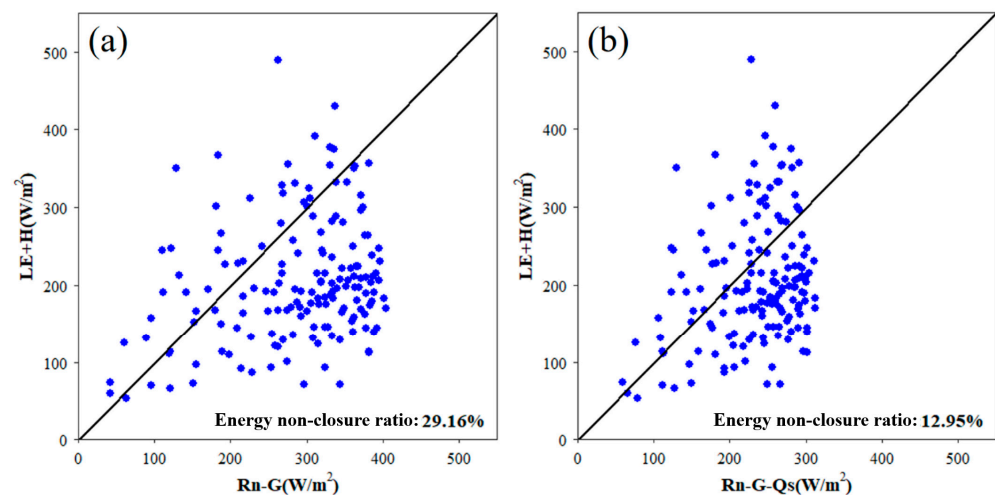 (a)
500
400
300
200
100
0
LE+H(W/m²)
Energy non-closure ratio: 29.16%
0 100 200 300 400 500
Rn-G(W/m²)
(b)
500
400
300
200
100
0
LE+H(W/m²)
Energy non-closure ratio: 12.95%
0 100 200 300 400 500
Rn-G-Qs(W/m²)